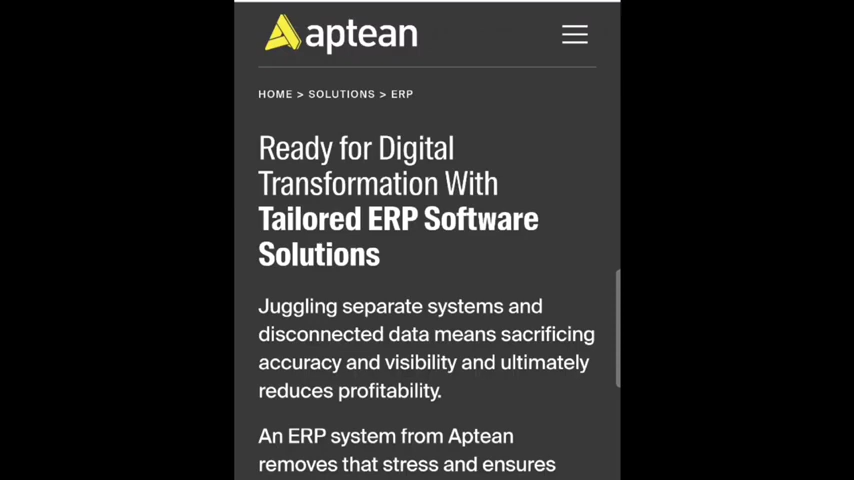 aptean
HOME > SOLUTIONS > ERP
Ready for Digital
Transformation With
Tailored ERP Software
Solutions
Juggling separate systems and
disconnected data means sacrificing
accuracy and visibility and ultimately
reduces profitability.
An ERP system from Aptean
removes that stress and ensures